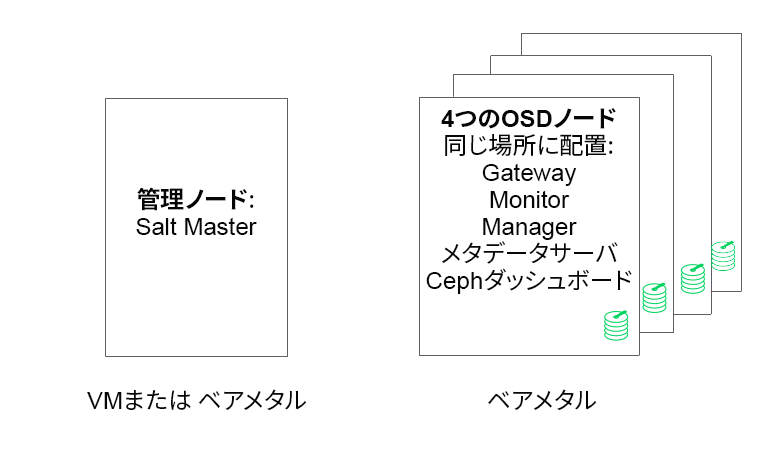 管理ノード:
Salt Master
VMまたは ベアメタル
4つのOSDノード
同じ場所に配置:
Gateway
Monitor
Manager
メタデータサーバ
Cephダッシュボード
ベアメタル